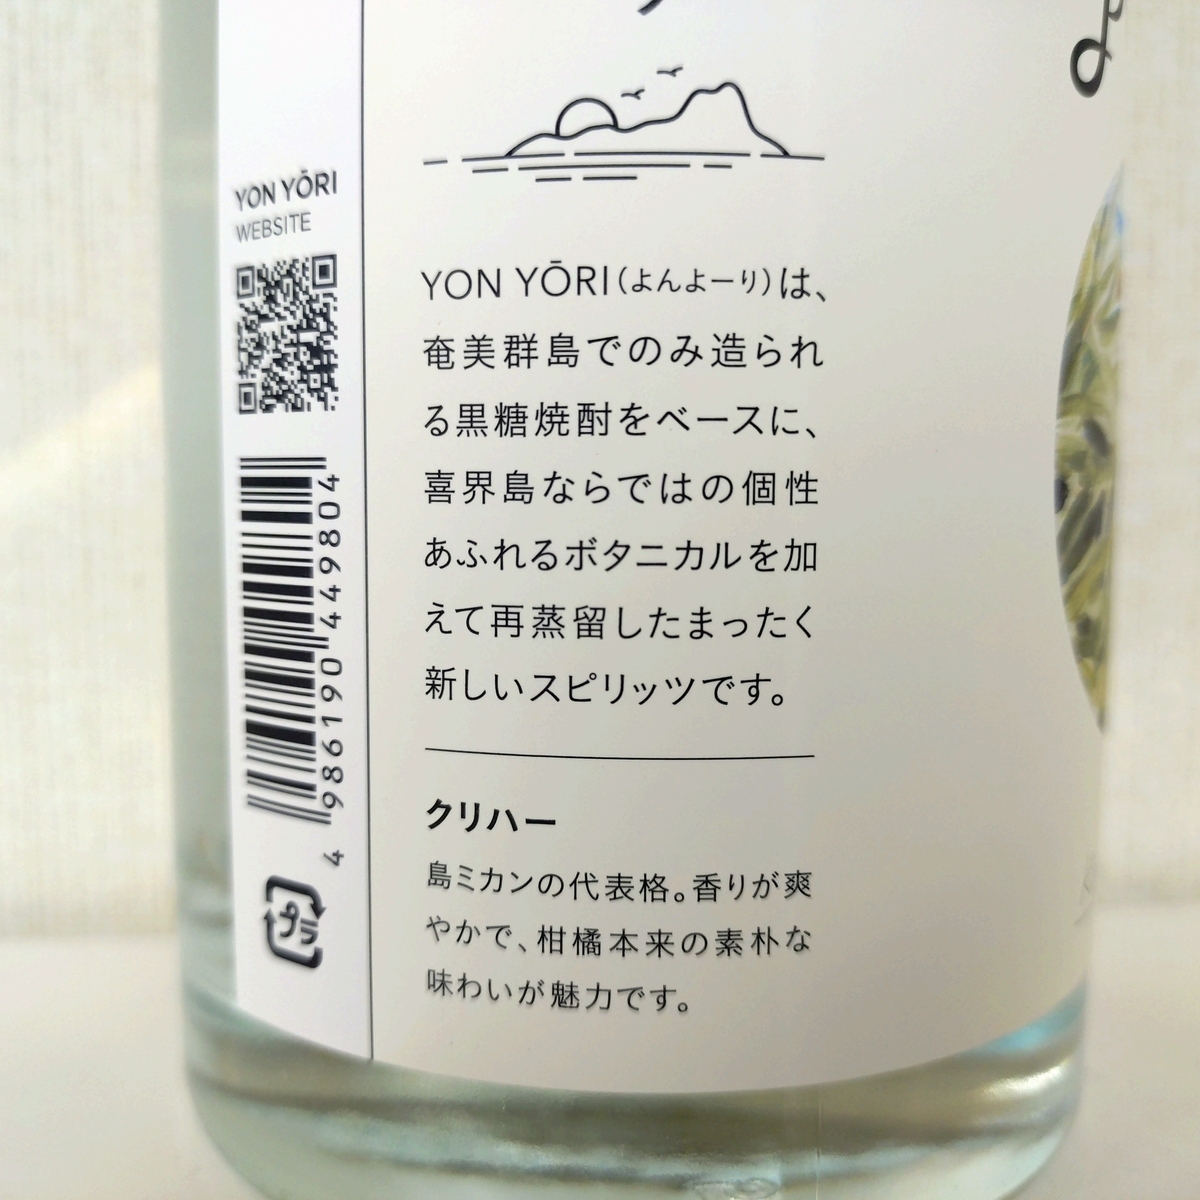 YON YŌRI
WEBSITE
4 986190 449804
プラ
YON YŌRI(よんよーり)は、
奄美群島でのみ造られ
る黒糖焼酎をベースに、
喜界島ならではの個性
あふれるボタニカルを加
えて再蒸留したまったく
新しいスピリッツです。
クリハー
島ミカンの代表格。香りが爽
やかで、柑橘本来の素朴な
味わいが魅力です。